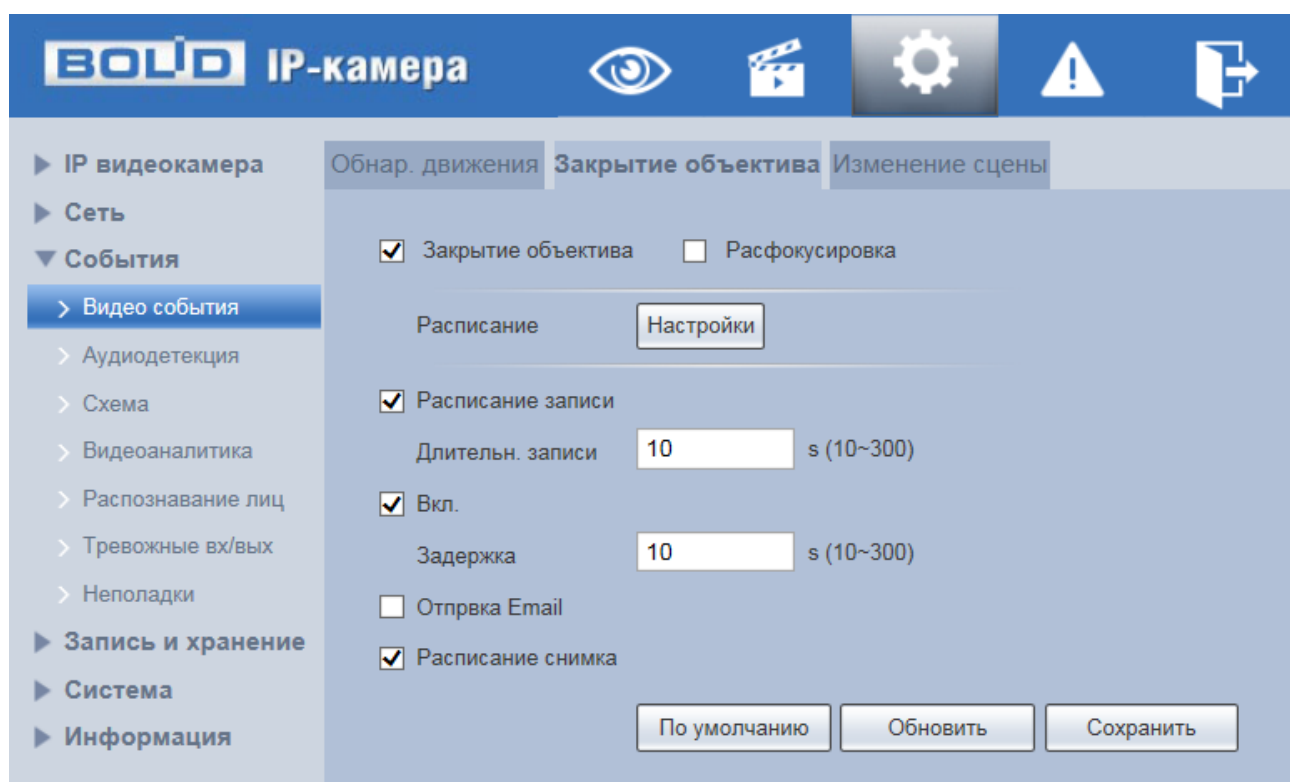 BOLID IP-камера
IP видеокамера
Сеть
События
Видео события
Аудиодетекция
Схема
Видеоаналитика
Распознавание лиц
Тревожные вх/вых
Неполадки
Запись и хранение
Система
Информация
Обнар. движения Закрытие объектива Изменение сцены
Закрытие объектива Расфокусировка
Расписание Настройки
Расписание записи
Длительн. записи 10 s (10~300)
Вкл.
Задержка 10 s (10~300)
Отпрвка Email
Расписание снимка
По умолчанию Обновить Сохранить